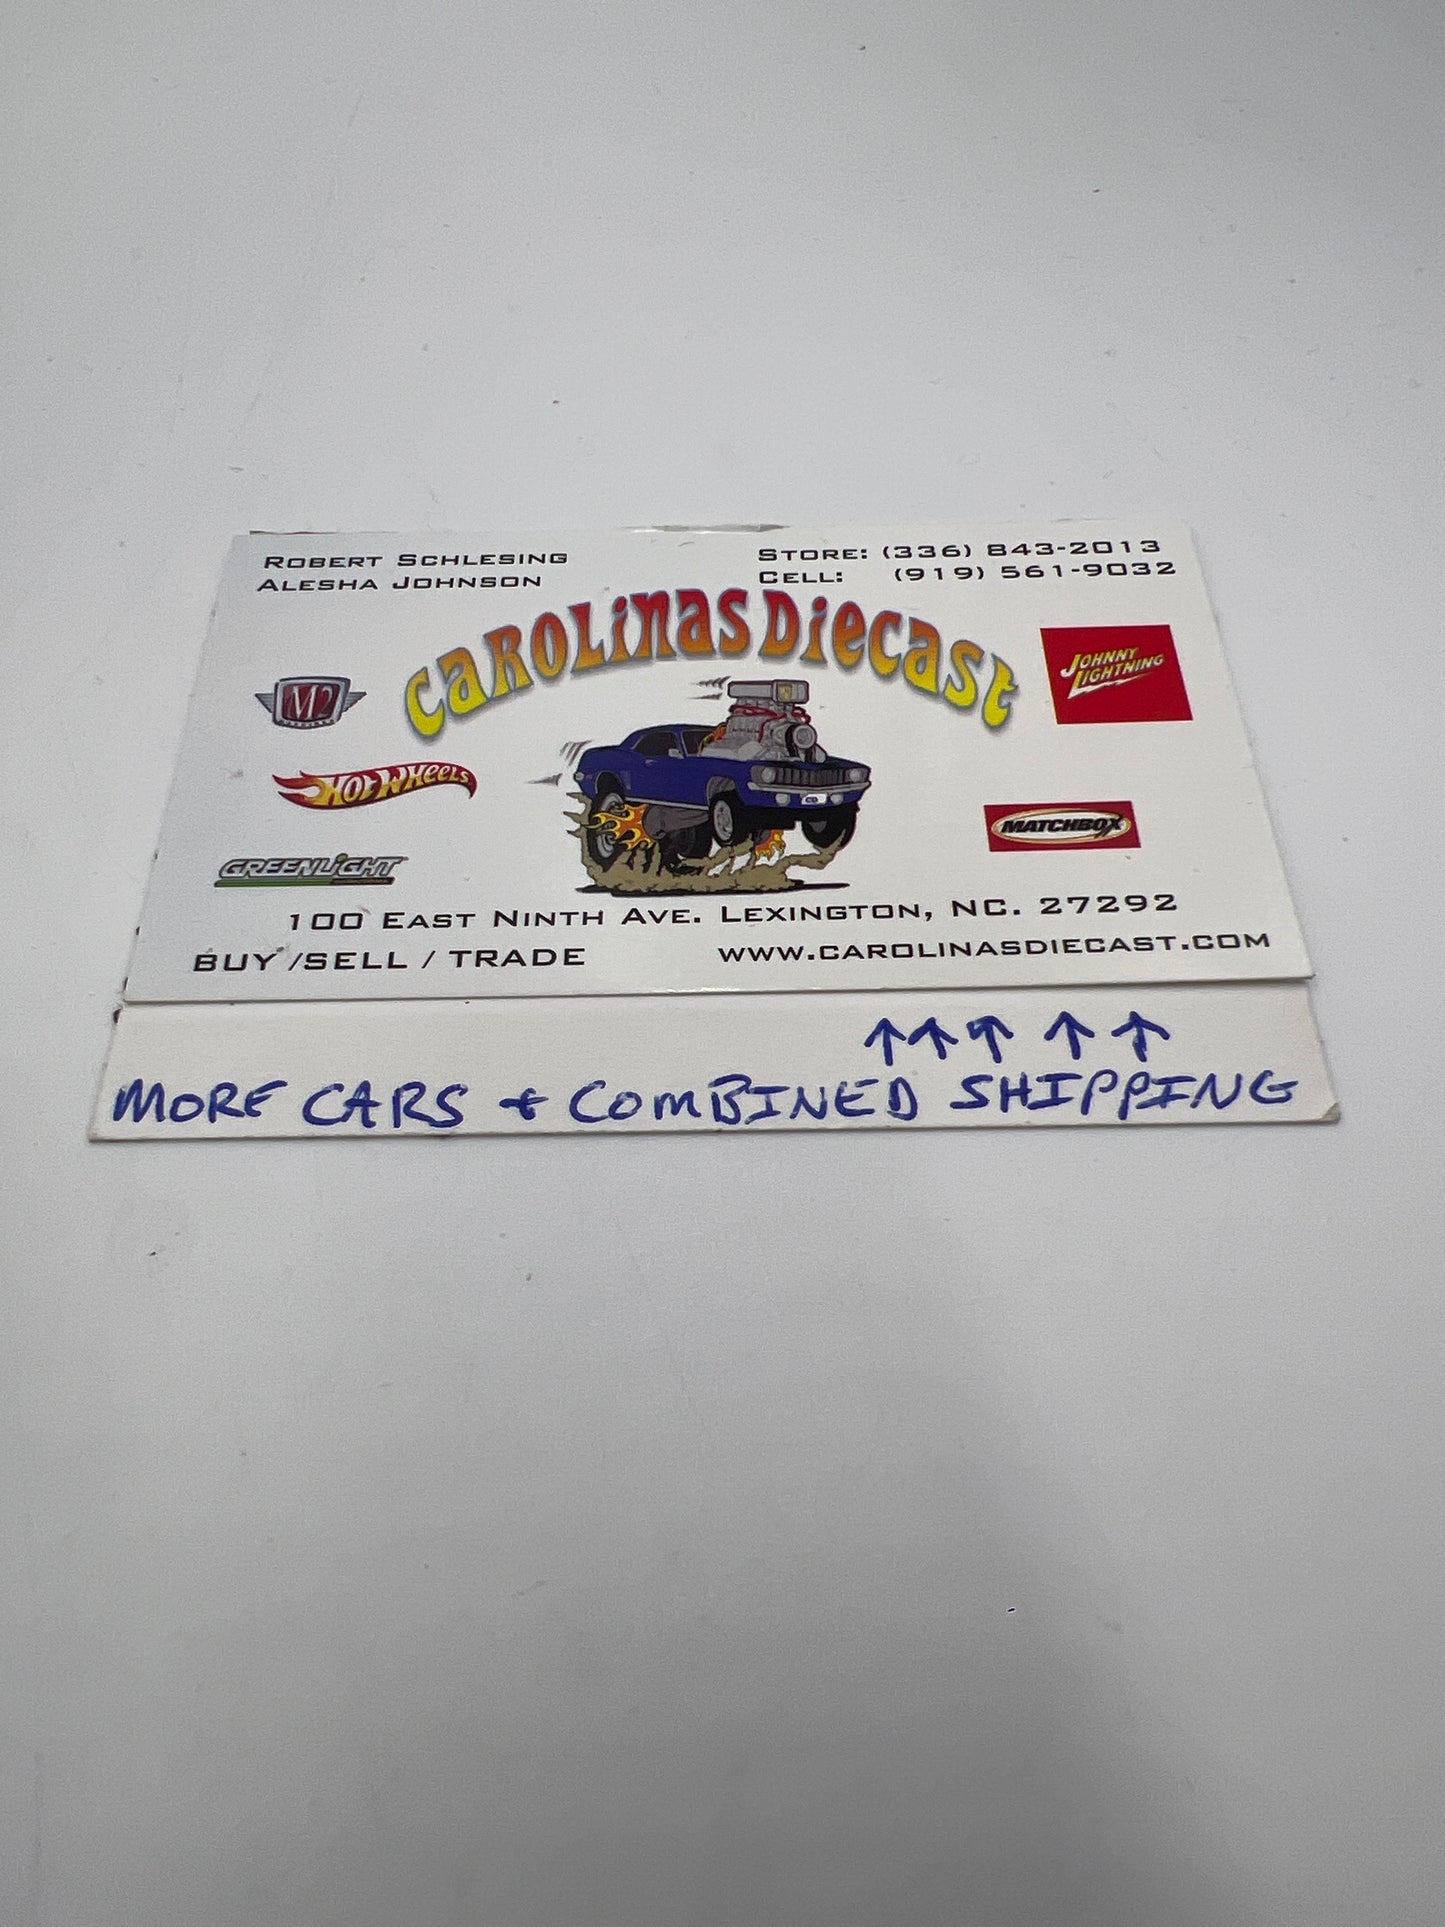 Robert Schlesing
Alesha Johnson
Store: (336) 843-2013
Cell: (919) 561-9032
Carolinas Diecast
M2
Johnny Lightning
Hot Wheels
Matchbox
Greenlight
100 East Ninth Ave. Lexington, NC. 27292
BUY /SELL / TRADE
www.carolinasdiecast.com
↑↑↑ ↑ ↑
MORE CARS + COMBINED SHIPPING